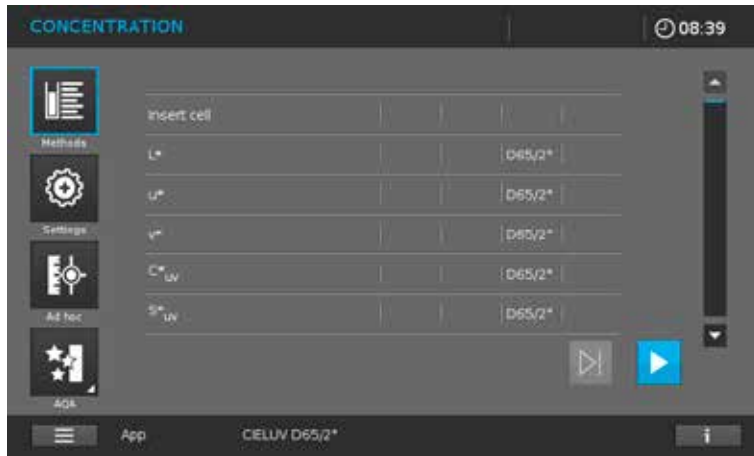 CONCENTRATION
08:39
Methods
Settings
Ad hoc
AQA
Insert cell
L* D65/2°
u* D65/2°
v* D65/2°
C*uv D65/2°
S*uv D65/2°
App CIELUV D65/2°
i